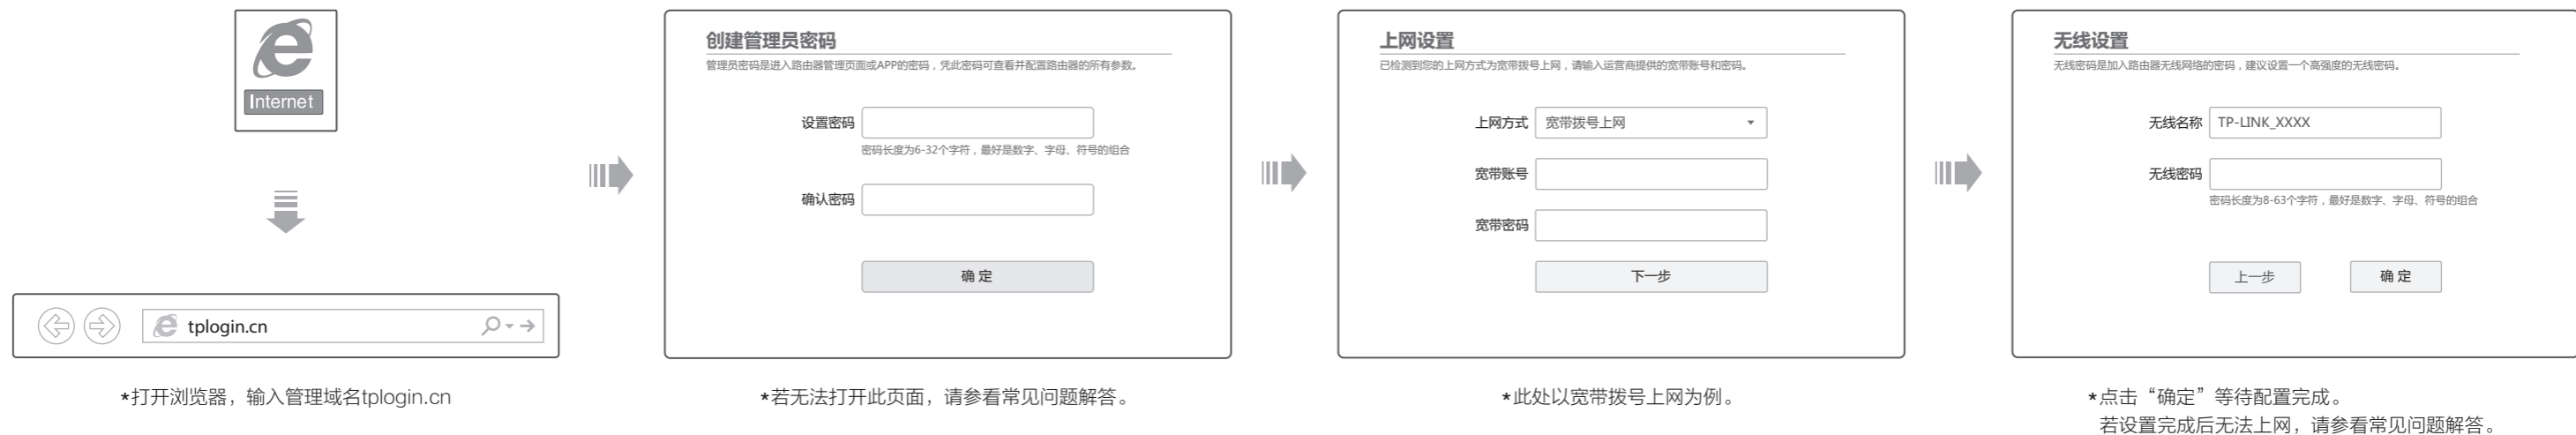 Internet
tplogin.cn
*打开浏览器，输入管理域名tplogin.cn
创建管理员密码
管理员密码是进入路由器管理页面或APP的密码，凭此密码可查看并配置路由器的所有参数。
设置密码
密码长度为6-32个字符，最好是数字、字母、符号的组合
确认密码
确 定
*若无法打开此页面，请参看常见问题解答。
上网设置
已检测到您的上网方式为宽带拨号上网，请输入运营商提供的宽带账号和密码。
上网方式 宽带拨号上网
宽带账号
宽带密码
下一步
*此处以宽带拨号上网为例。
无线设置
无线密码是加入路由器无线网络的密码，建议设置一个高强度的无线密码。
无线名称 TP-LINK_XXXX
无线密码
密码长度为8-63个字符，最好是数字、字母、符号的组合
上一步 确 定
*点击“确定”等待配置完成。
若设置完成后无法上网，请参看常见问题解答。